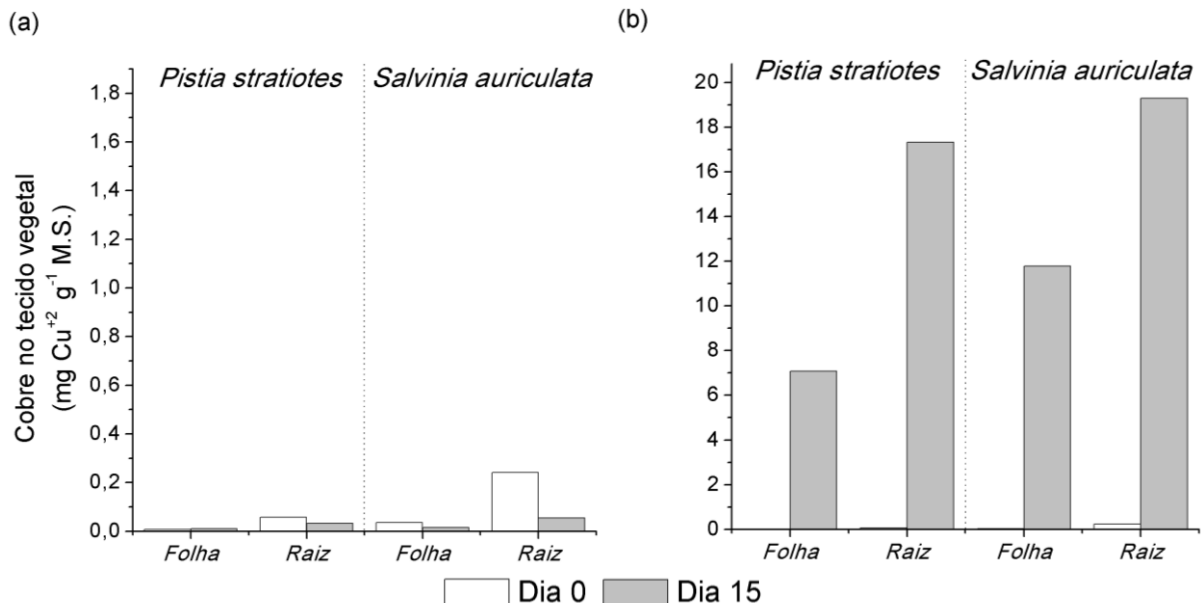 (a)
Pistia stratiotes Salvinia auriculata
Cobre no tecido vegetal
(mg Cu⁺² g⁻¹ M.S.)
1,8
1,6
1,4
1,2
1,0
0,8
0,6
0,4
0,2
0,0
Folha Raiz Folha Raiz
(b)
Pistia stratiotes Salvinia auriculata
20
18
16
14
12
10
8
6
4
2
0
Folha Raiz Folha Raiz
Dia 0 Dia 15